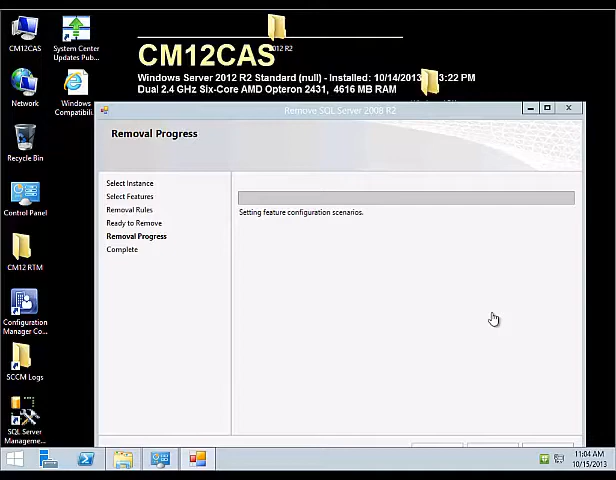 2012 R2
CM12CAS
Windows Server 2012 R2 Standard (null) - Installed: 10/14/2013
3:22 PM
Dual 2.4 GHz Six-Core AMD Opteron 2431, 4616 MB RAM
CM12CAS
System Center
Updates Pub...
Network
Windows
Compatibili...
Recycle Bin
Control Panel
CM12 RTM
Configuration
Manager Co...
SCCM Logs
SQL Server
Manageme...
Remove SQL Server 2008 R2
Removal Progress
Select Instance
Select Features
Removal Rules
Ready to Remove
Removal Progress
Complete
Setting feature configuration scenarios.
11:04 AM
10/15/2013